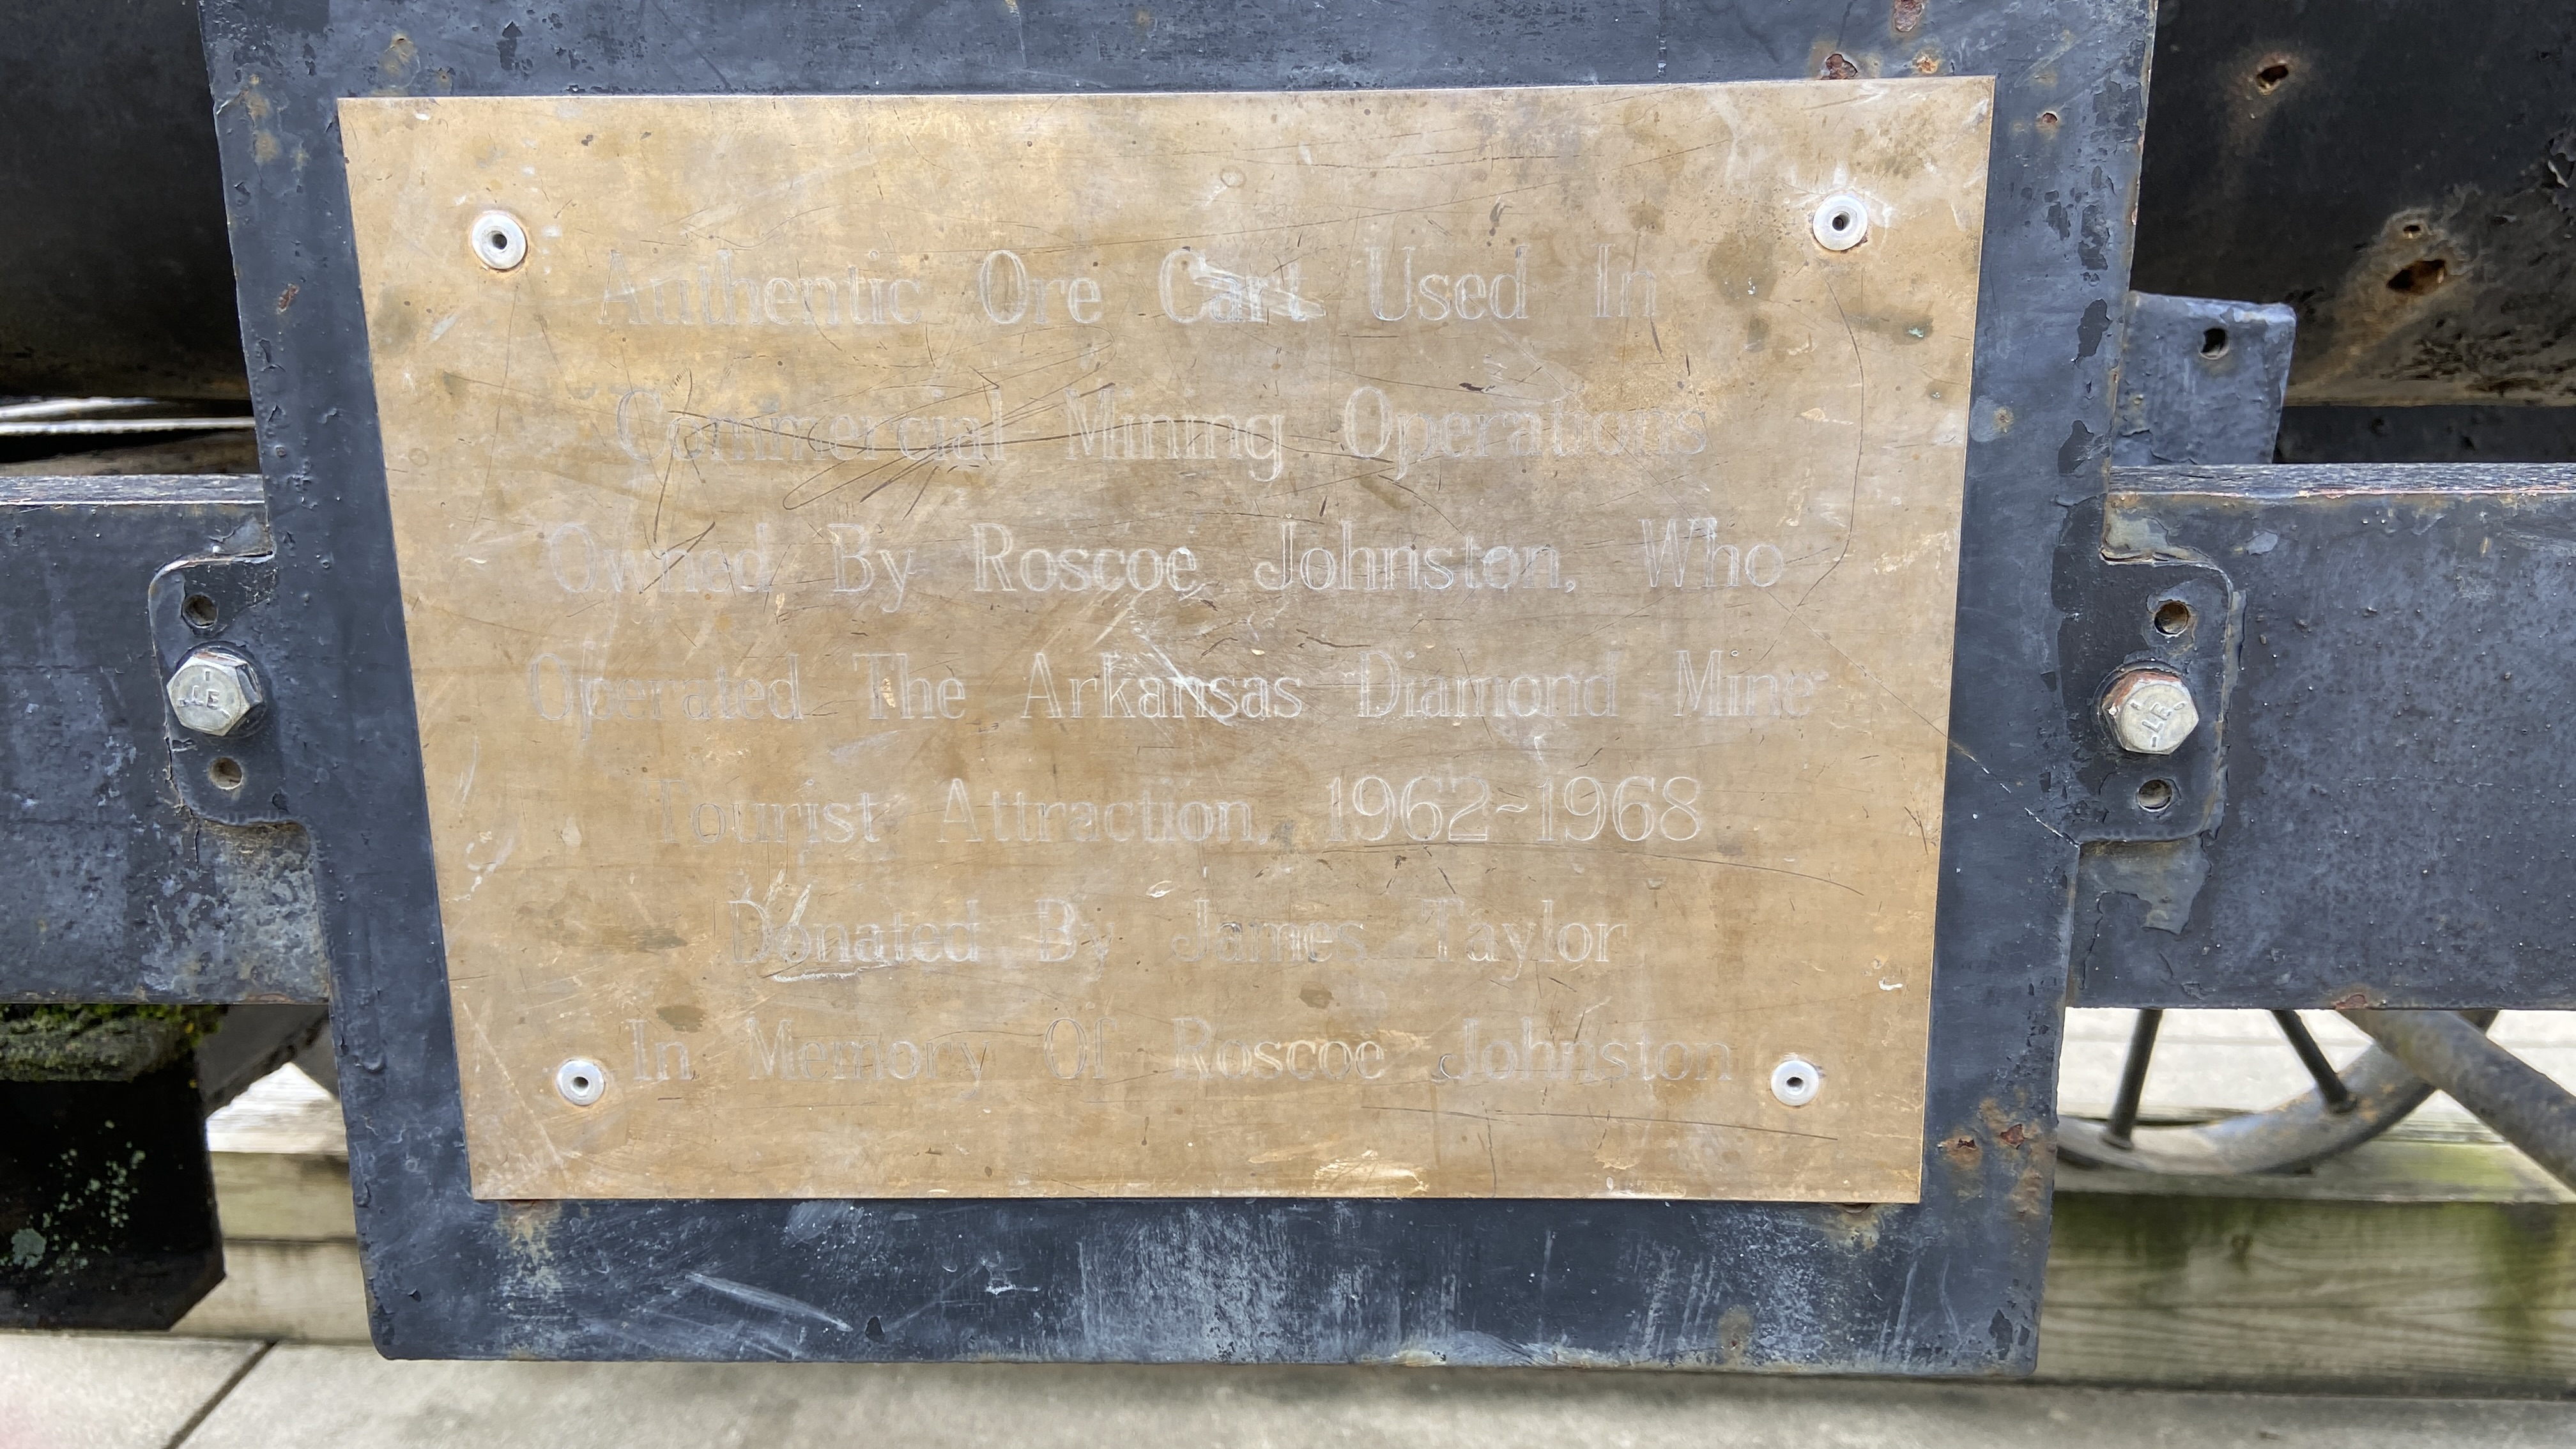 Authentic Ore Cart Used In
Commercial Mining Operations
Owned By Roscoe Johnston, Who
Operated The Arkansas Diamond Mine
Tourist Attraction, 1962~1968
Donated By James Taylor
In Memory Of Roscoe Johnston